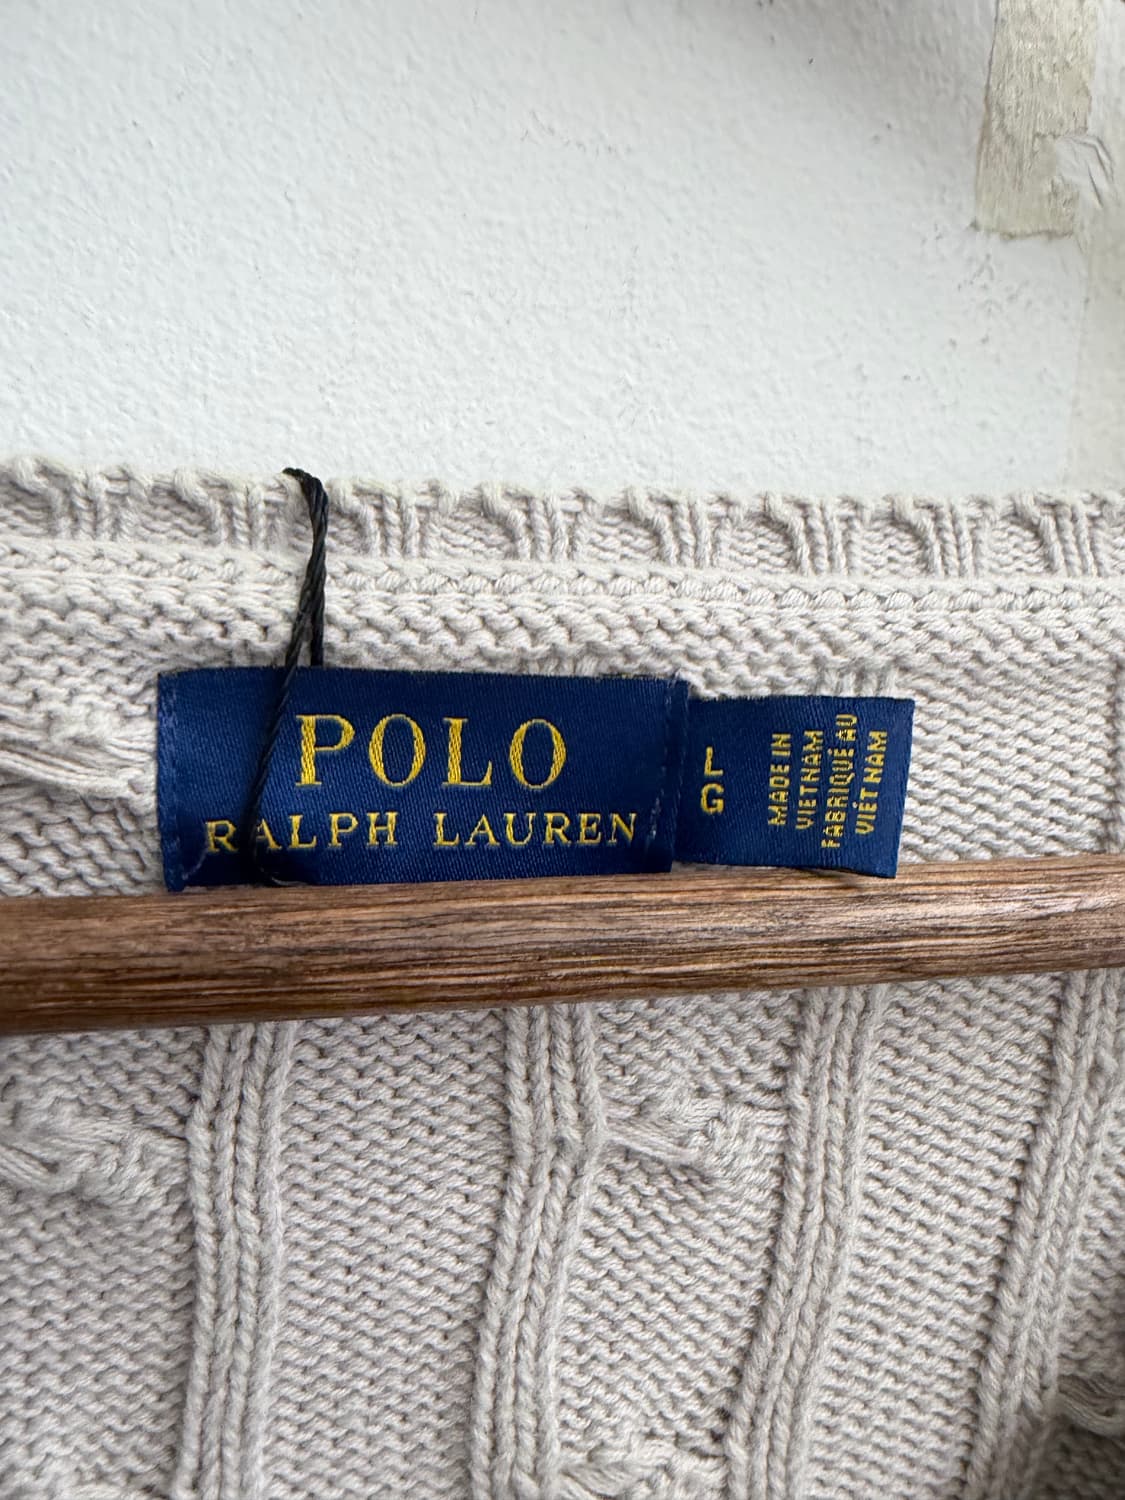 POLO
RALPH LAUREN
L
G
MADE IN
VIETNAM
FABRIQUÉ AU
VIÊT NAM